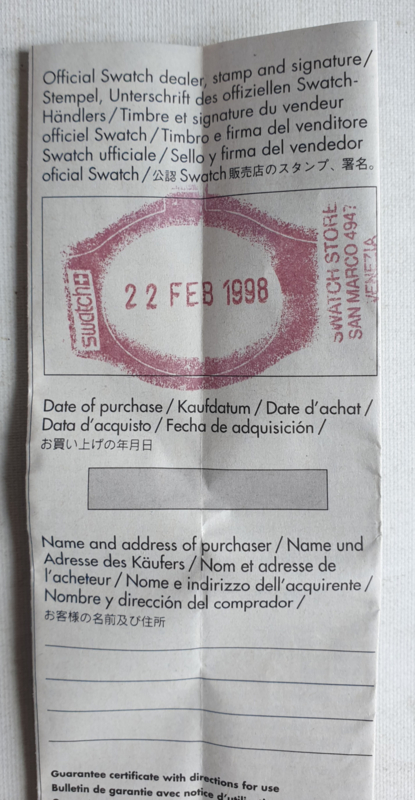 Official Swatch dealer, stamp and signature/
Stempel, Unterschrift des offiziellen Swatch-
Händlers/Timbre et signature du vendeur
officiel Swatch/Timbro e firma del venditore
Swatch ufficiale/Sello y firma del vendedor
oficial Swatch/公認 Swatch 販売店のスタンプ、署名。
swatch
22 FEB 1998
SWATCH STORE
SAN MARCO
VENEZIA
Date of purchase/Kaufdatum/Date d'achat/
Data d'acquisto/Fecha de adquisición/
お買い上げの年月日
Name and address of purchaser/Name und
Adresse des Käufers/Nom et adresse de
l'acheteur/Nome e indirizzo dell'acquirente/
Nombre y dirección del comprador/
お客様の名前及び住所
Guarantee certificate with directions for use
Bulletin de garantie avec notice